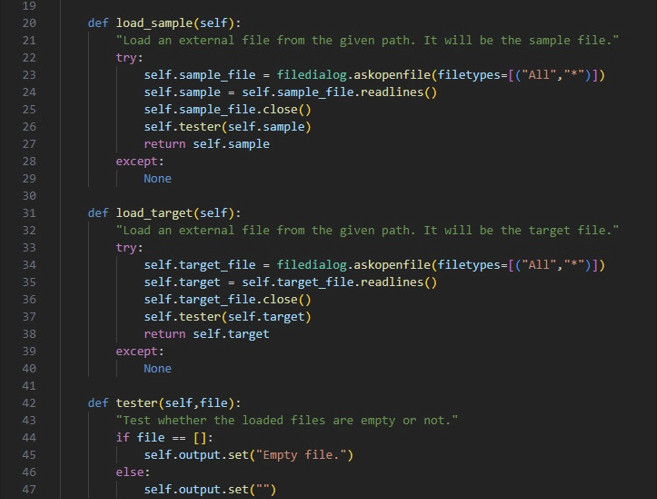 19
20 def load_sample(self):
21 "Load an external file from the given path. It will be the sample file."
22 try:
23 self.sample_file = filedialog.askopenfile(filetypes=[("All","*")])
24 self.sample = self.sample_file.readlines()
25 self.sample_file.close()
26 self.tester(self.sample)
27 return self.sample
28 except:
29 None
30
31 def load_target(self):
32 "Load an external file from the given path. It will be the target file."
33 try:
34 self.target_file = filedialog.askopenfile(filetypes=[("All","*")])
35 self.target = self.target_file.readlines()
36 self.target_file.close()
37 self.tester(self.target)
38 return self.target
39 except:
40 None
41
42 def tester(self,file):
43 "Test whether the loaded files are empty or not."
44 if file == []:
45 self.output.set("Empty file.")
46 else:
47 self.output.set("")